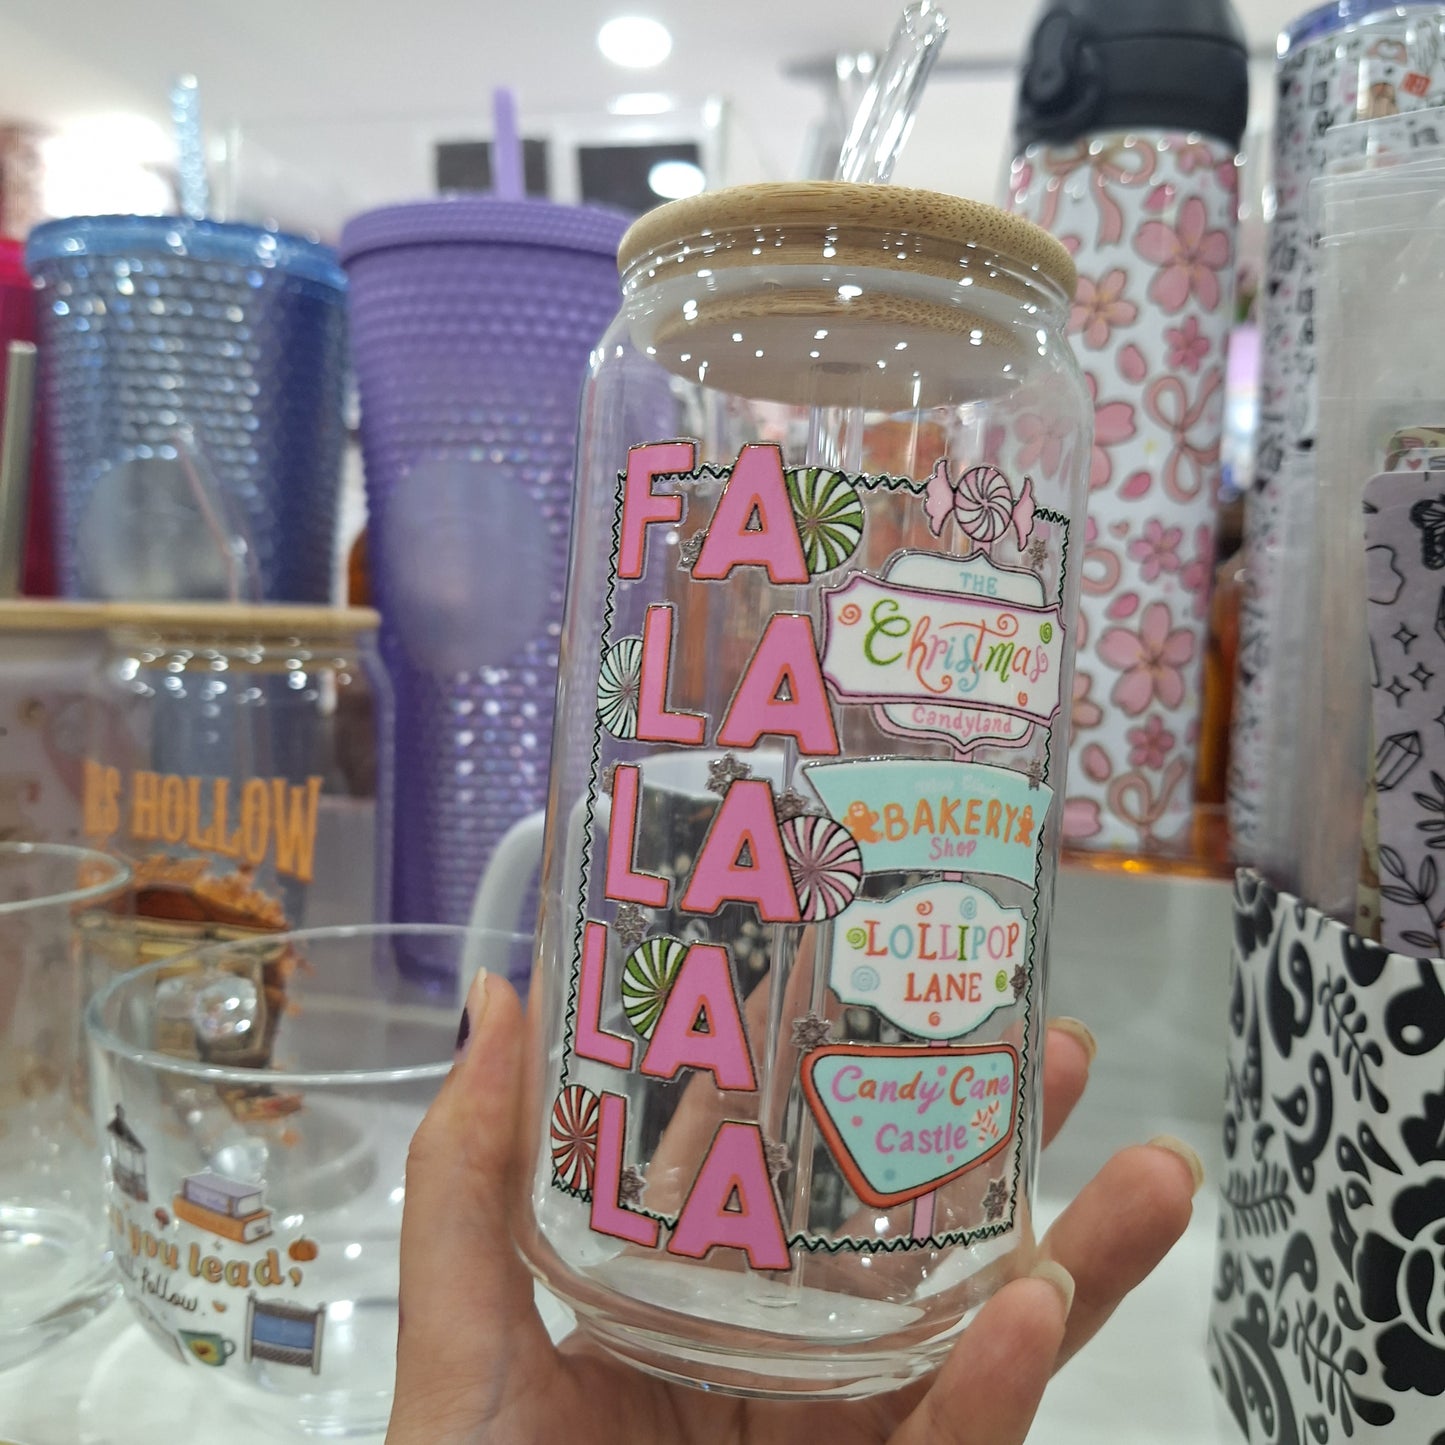 FA
LA
LA
LA
LA
THE
Christmas
Candyland
BAKERY
Shop
LOLLIPOP
LANE
Candy Cane
Castle
HOLLOW
you lead,
follow.